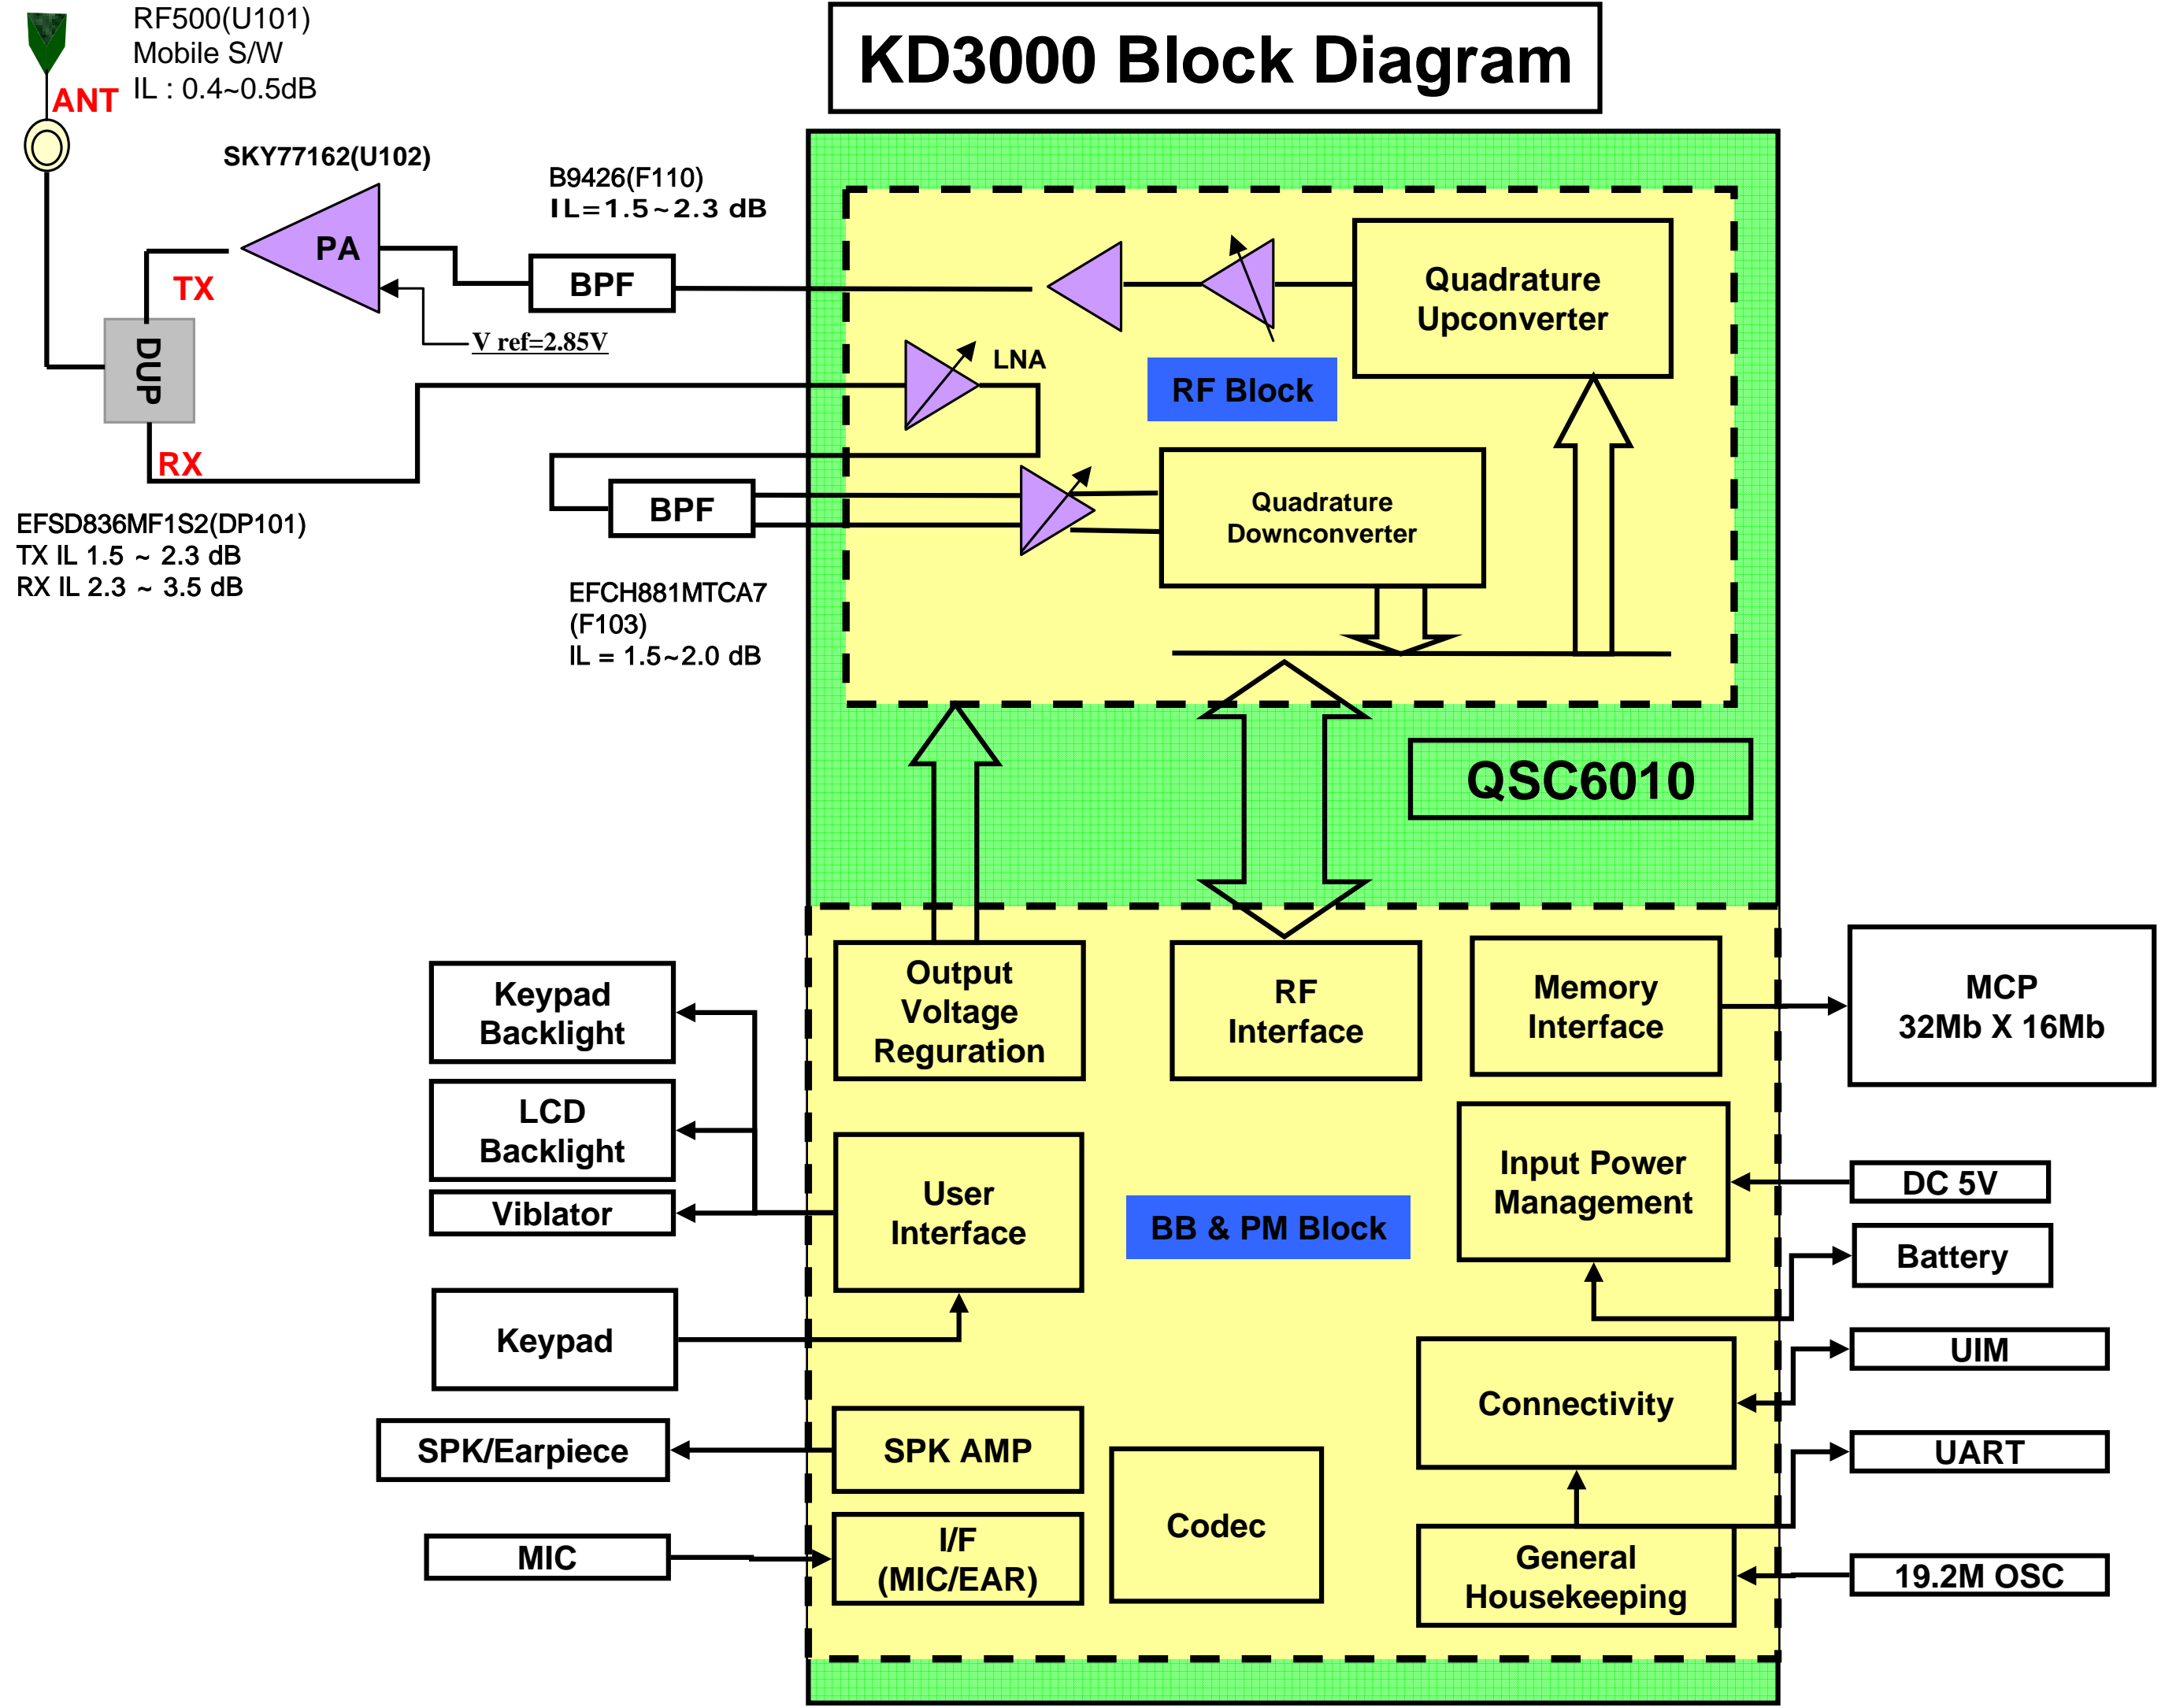 RF500(U101)
Mobile S/W
IL : 0.4~0.5dB
KD3000 Block Diagram
ANT
SKY77162(U102)
B9426(F110)
IL=1.5~2.3 dB
PA
BPF
TX
V ref=2.85V
Quadrature
Upconverter
DUP
LNA
RF Block
RX
BPF
Quadrature
Downconverter
EFSD836MF1S2(DP101)
TX IL 1.5 ~ 2.3 dB
RX IL 2.3 ~ 3.5 dB
EFCH881MTCA7
(F103)
IL = 1.5~2.0 dB
QSC6010
Keypad
Backlight
Output
Voltage
Reguration
RF
Interface
Memory
Interface
MCP
32Mb X 16Mb
LCD
Backlight
Viblator
User
Interface
BB & PM Block
Input Power
Management
DC 5V
Battery
Keypad
UIM
Connectivity
SPK/Earpiece
SPK AMP
UART
Codec
MIC
I/F
(MIC/EAR)
General
Housekeeping
19.2M OSC